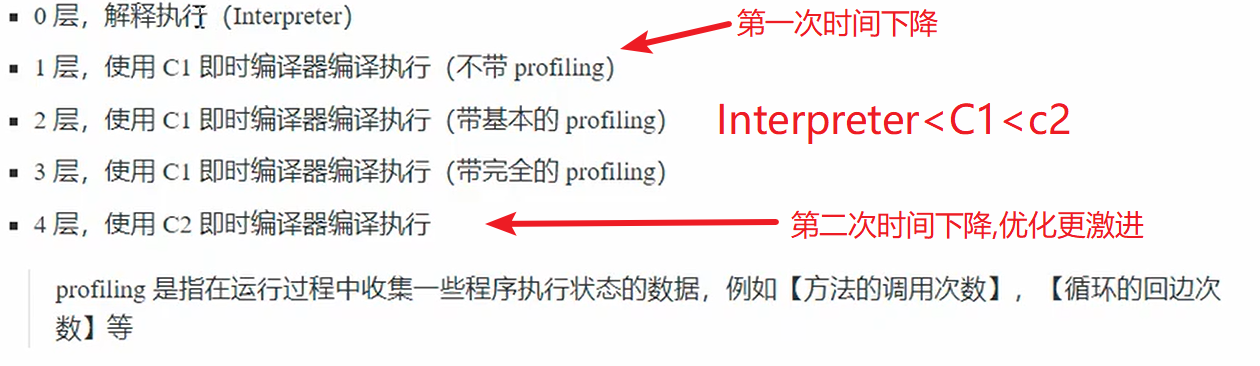 0 层，解释执行（Interpreter）
第一次时间下降
1 层，使用 C1 即时编译器编译执行（不带 profiling）
2 层，使用 C1 即时编译器编译执行（带基本的 profiling）
Interpreter<C1<c2
3 层，使用 C1 即时编译器编译执行（带完全的 profiling）
4 层，使用 C2 即时编译器编译执行
第二次时间下降,优化更激进
profiling 是指在运行过程中收集一些程序执行状态的数据，例如【方法的调用次数】，【循环的回边次
数】等